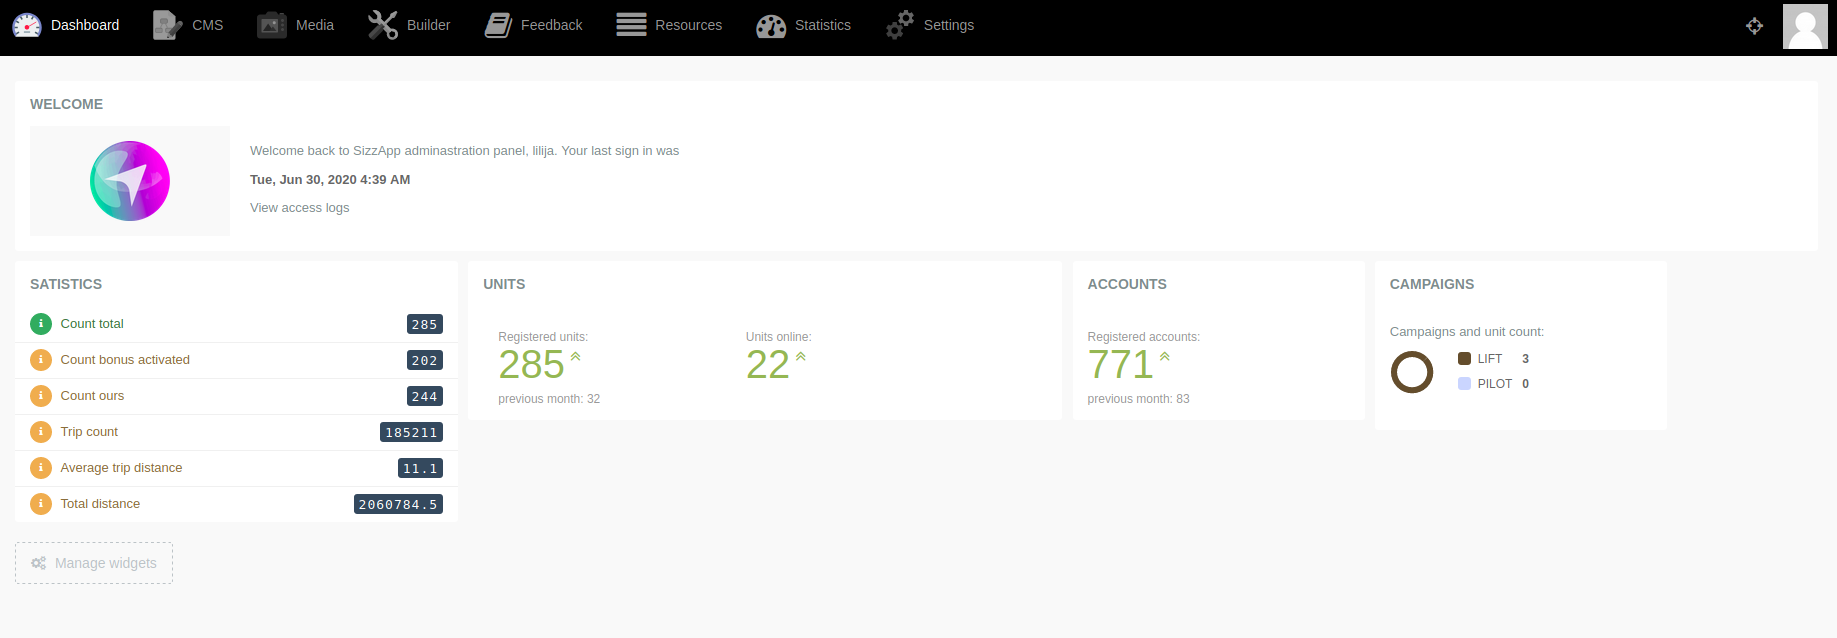 Dashboard CMS Media Builder Feedback Resources Statistics Settings
WELCOME
Welcome back to SizzApp adminastration panel, lilija. Your last sign in was
Tue, Jun 30, 2020 4:39 AM
View access logs
SATISTICS
Count total 285
Count bonus activated 202
Count ours 244
Trip count 185211
Average trip distance 11.1
Total distance 2060784.5
UNITS
Registered units: Units online:
285 22
previous month: 32
ACCOUNTS
Registered accounts:
771
previous month: 83
CAMPAIGNS
Campaigns and unit count:
LIFT 3
PILOT 0
Manage widgets